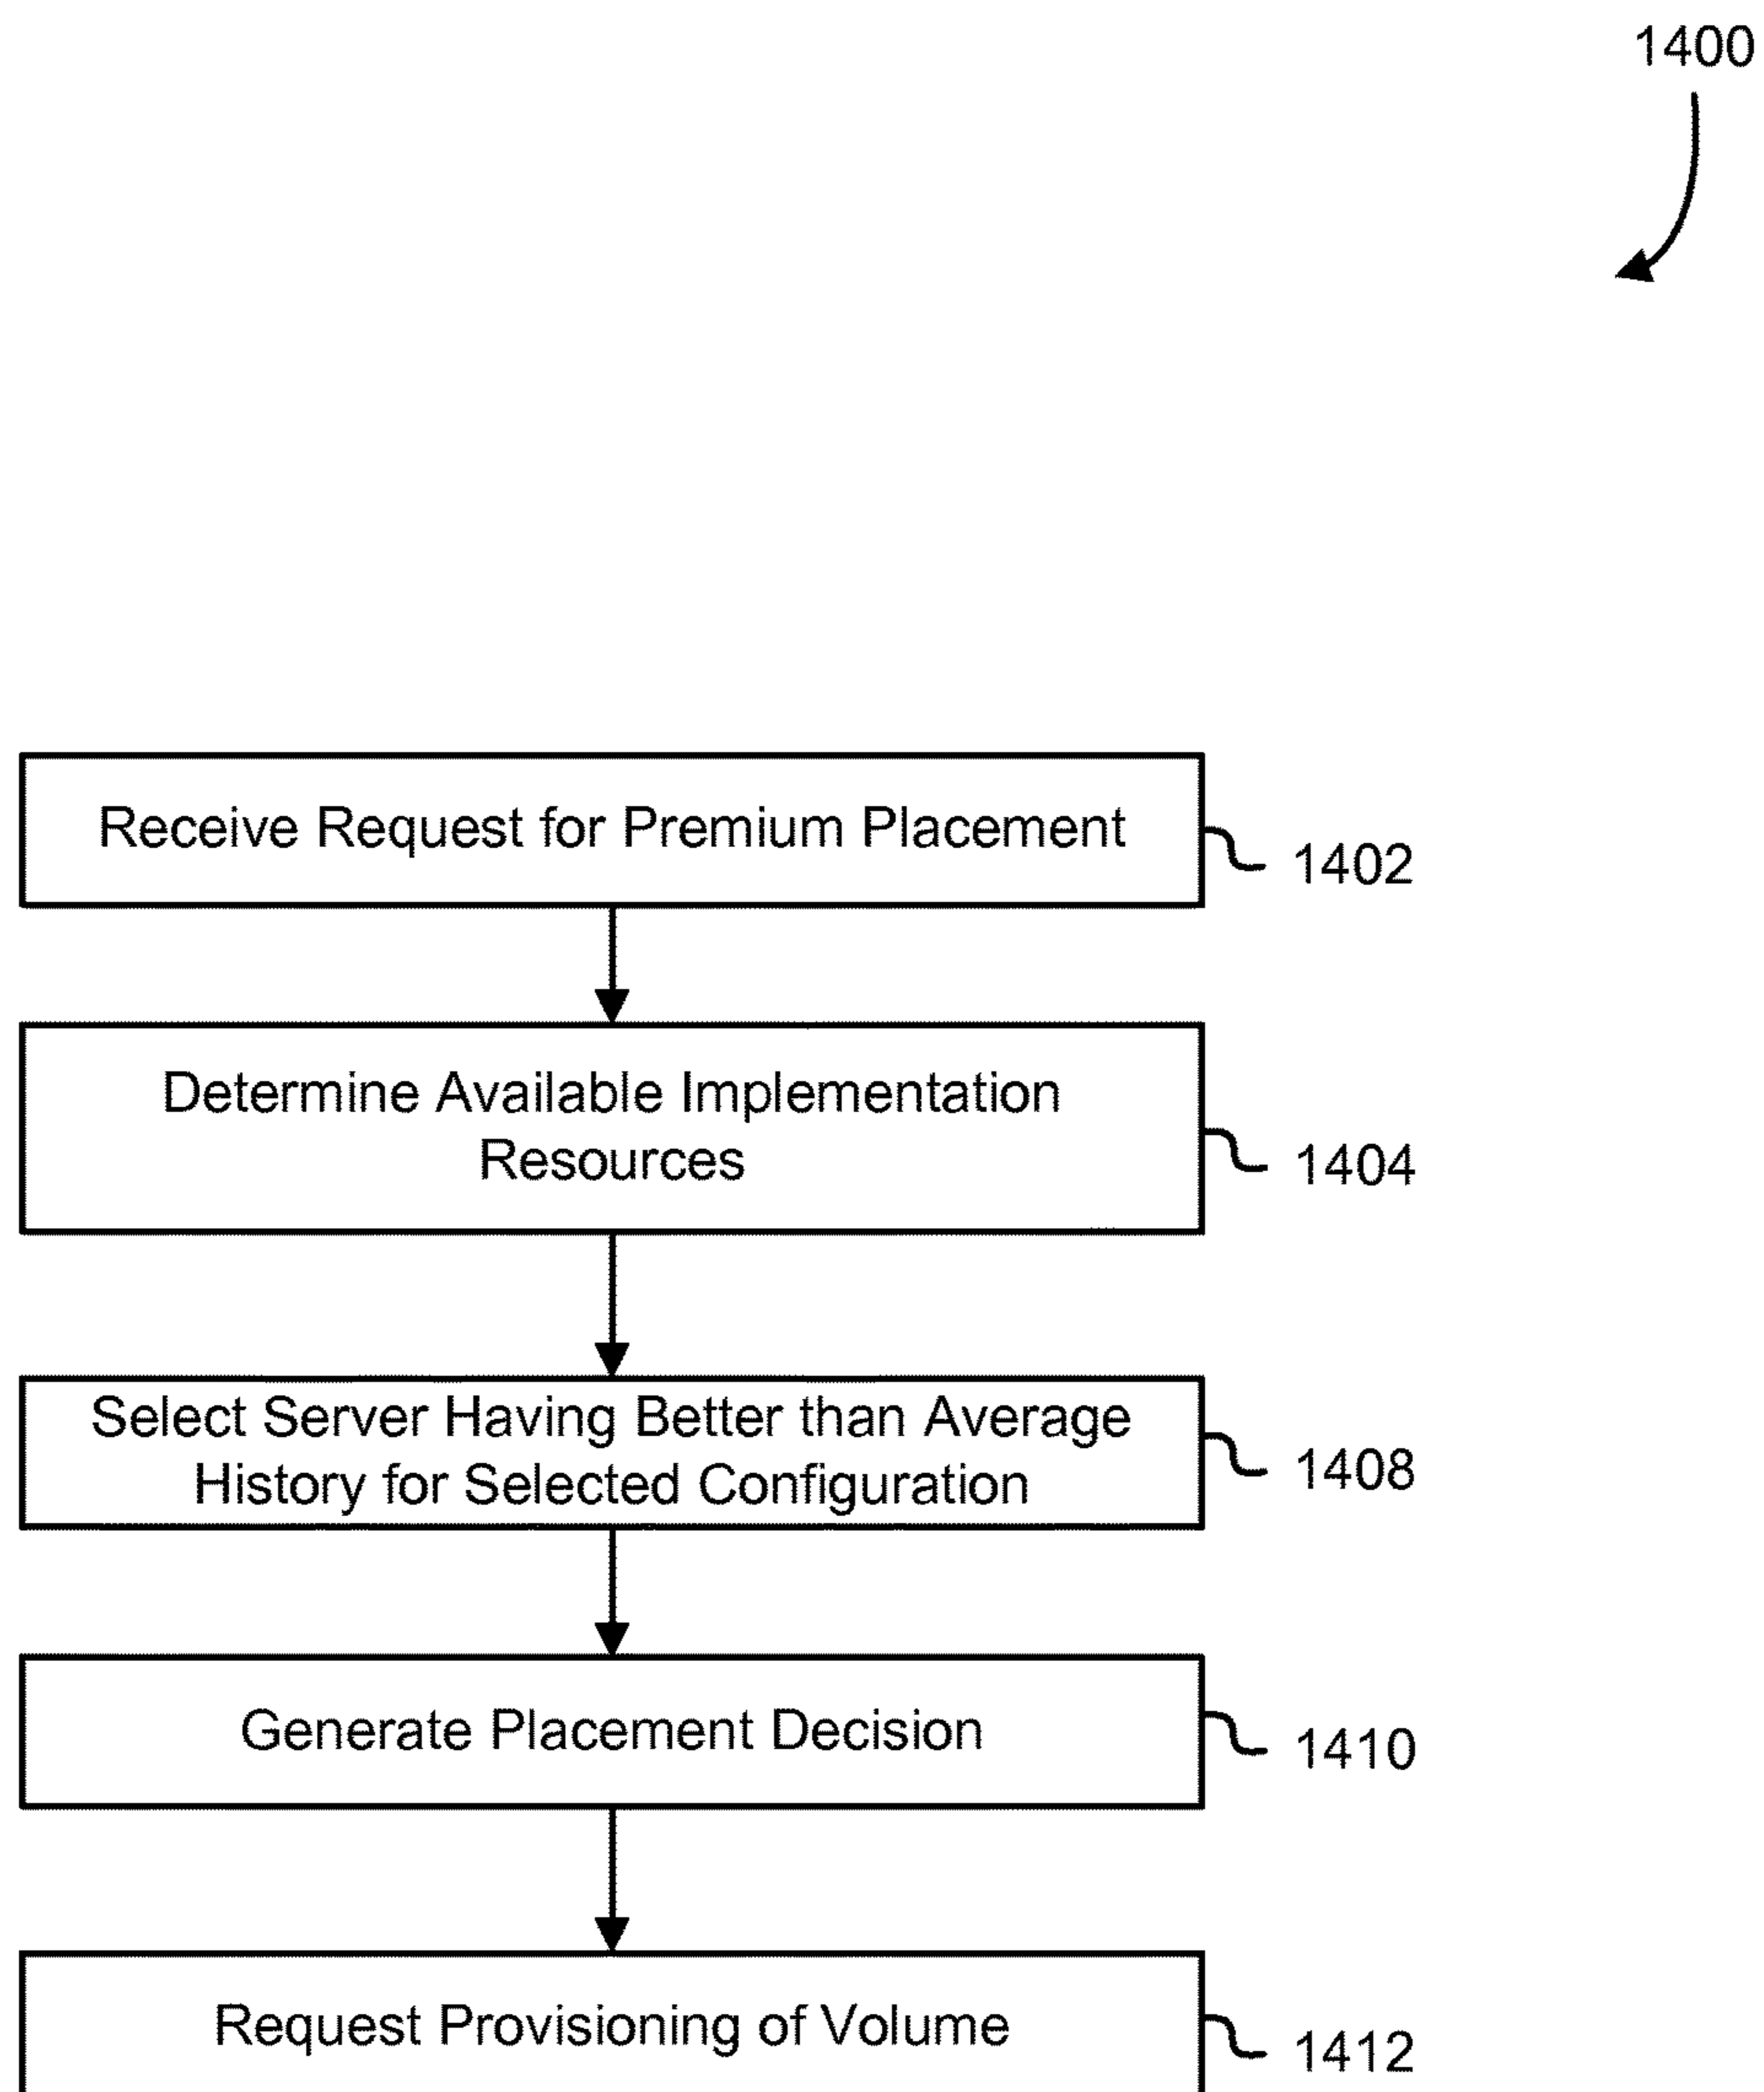 1400
Receive Request for Premium Placement
1402
Determine Available Implementation
Resources
1404
Select Server Having Better than Average
History for Selected Configuration
1408
Generate Placement Decision
1410
Request Provisioning of Volume
1412